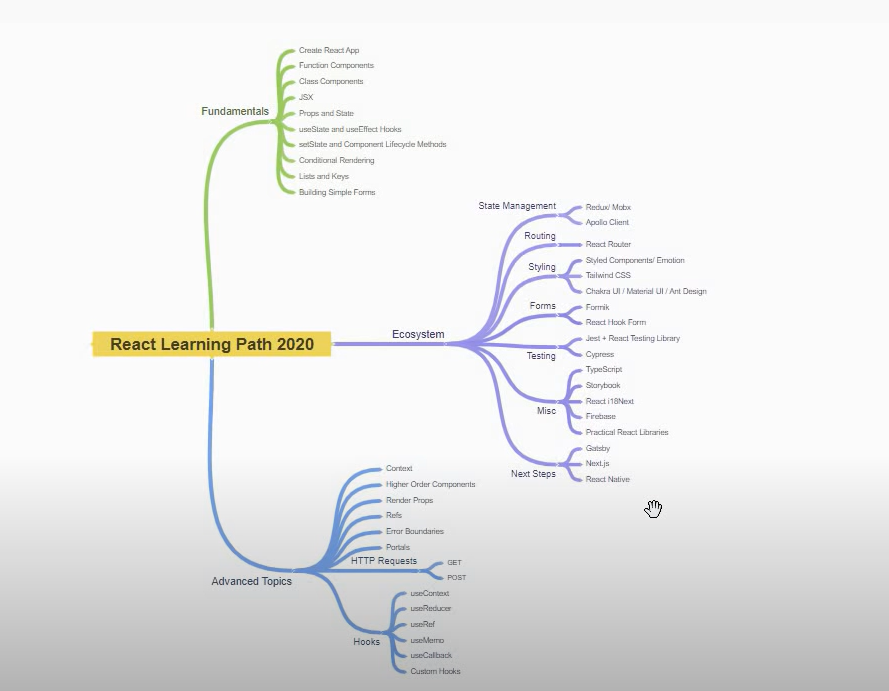 Create React App
Function Components
Class Components
JSX
Fundamentals
Props and State
useState and useEffect Hooks
setState and Component Lifecycle Methods
Conditional Rendering
Lists and Keys
Building Simple Forms
React Learning Path 2020
Ecosystem
State Management
Redux/ Mobx
Apollo Client
Routing
React Router
Styling
Styled Components/ Emotion
Tailwind CSS
Chakra UI / Material UI / Ant Design
Forms
Formik
React Hook Form
Testing
Jest + React Testing Library
Cypress
Misc
TypeScript
Storybook
React i18Next
Firebase
Practical React Libraries
Next Steps
Gatsby
Next.js
React Native
Advanced Topics
Context
Higher Order Components
Render Props
Refs
Error Boundaries
Portals
HTTP Requests
GET
POST
Hooks
useContext
useReducer
useRef
useMemo
useCallback
Custom Hooks